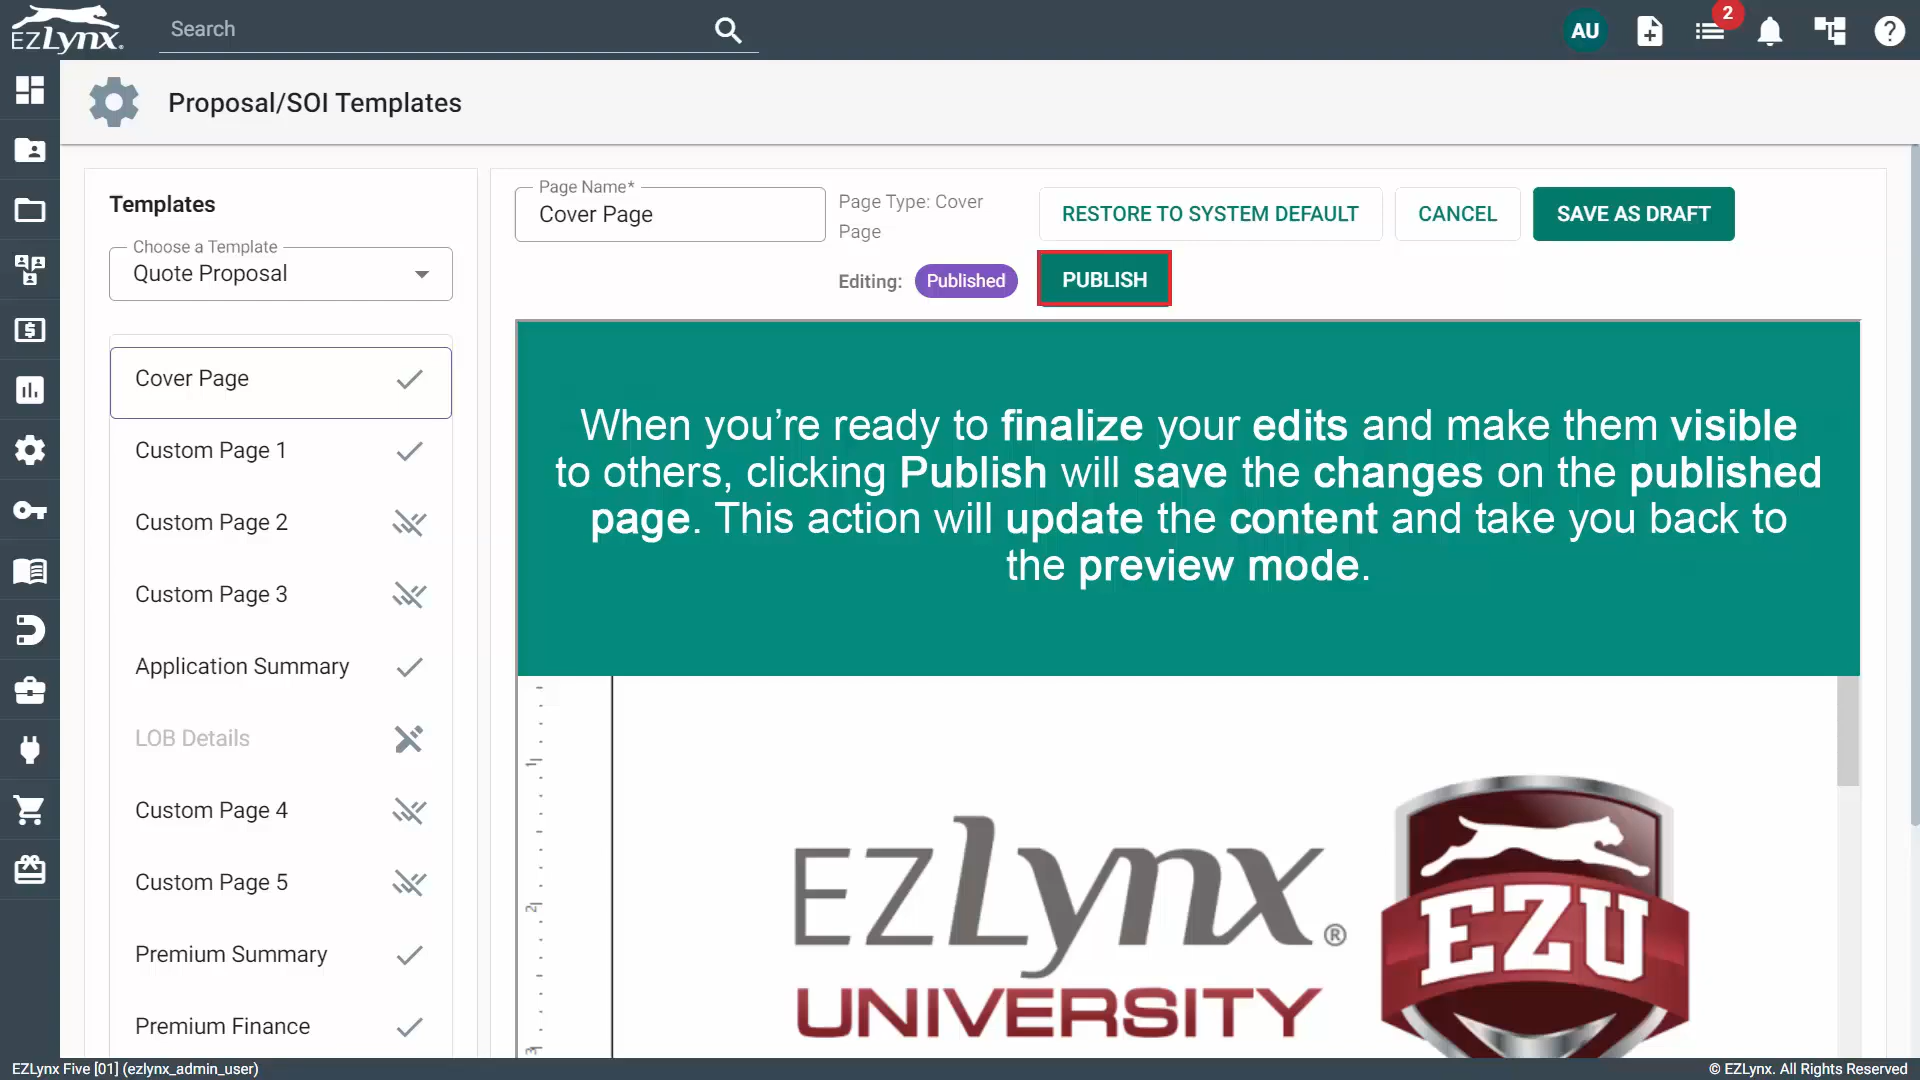 EZLynx.
Search
AU
2
Proposal/SOI Templates
Templates
Choose a Template
Quote Proposal
Cover Page
Custom Page 1
Custom Page 2
Custom Page 3
Application Summary
LOB Details
Custom Page 4
Custom Page 5
Premium Summary
Premium Finance
Page Name*
Cover Page
Page Type: Cover
Page
Editing: Published
RESTORE TO SYSTEM DEFAULT
CANCEL
SAVE AS DRAFT
PUBLISH
When you’re ready to finalize your edits and make them visible
to others, clicking Publish will save the changes on the published
page. This action will update the content and take you back to
the preview mode.
1
2
3
EZLynx®
UNIVERSITY
EZU
EZLynx Five [01] (ezlynx_admin_user)
© EZLynx. All Rights Reserved